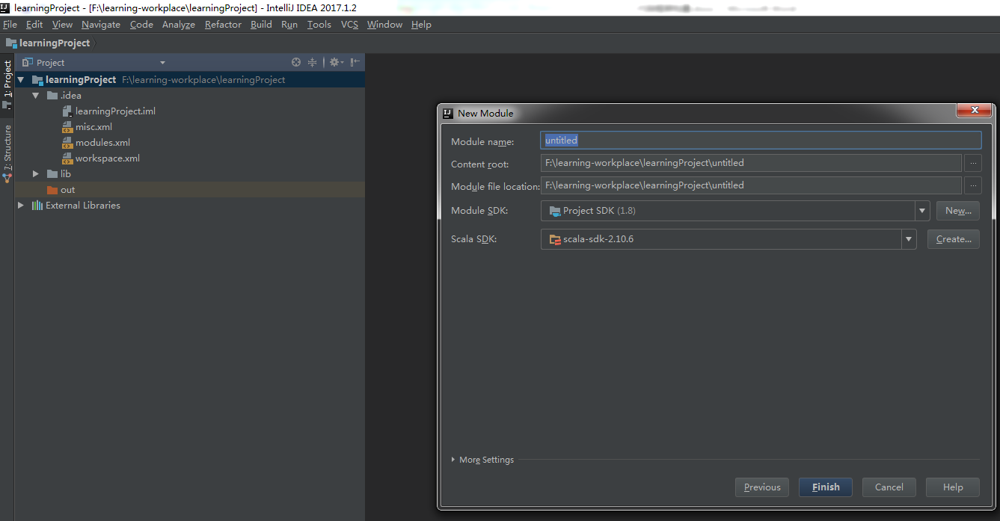 learningProject - [F:\learning-workplace\learningProject] - IntelliJ IDEA 2017.1.2
File Edit View Navigate Code Analyze Refactor Build Run Tools VCS Window Help
learningProject
1: Project
7: Structure
Project
learningProject F:\learning-workplace\learningProject
.idea
learningProject.iml
misc.xml
modules.xml
workspace.xml
lib
out
External Libraries
New Module
Module name: untitled
Content root: F:\learning-workplace\learningProject\untitled ...
Module file location: F:\learning-workplace\learningProject\untitled ...
Module SDK: Project SDK (1.8) New...
Scala SDK: scala-sdk-2.10.6 Create...
More Settings
Previous Finish Cancel Help